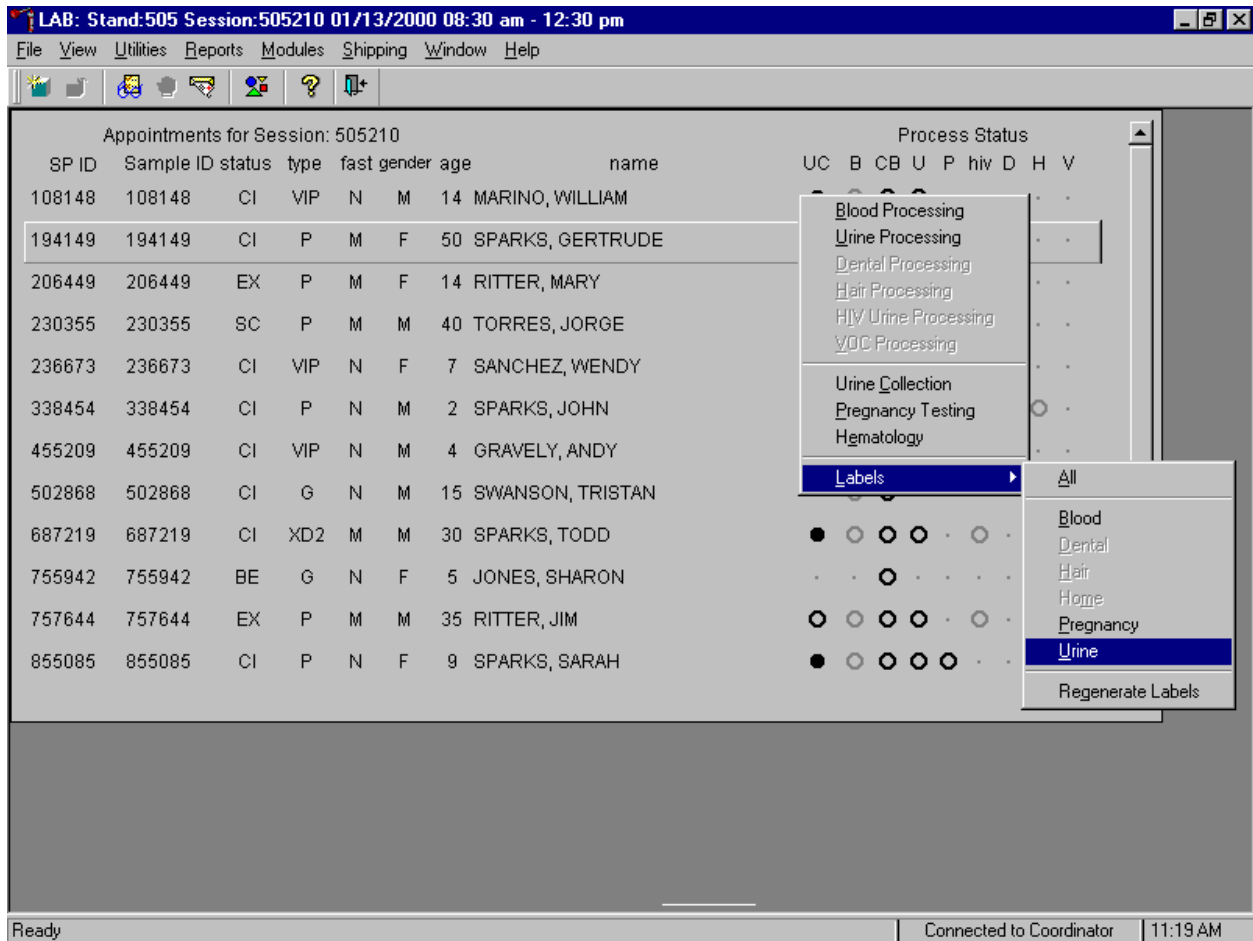 LAB: Stand:505 Session:505210 01/13/2000 08:30 am - 12:30 pm
File View Utilities Reports Modules Shipping Window Help
Appointments for Session: 505210 Process Status
SP ID Sample ID status type fast gender age name UC B CB U P hiv D H V
108148 108148 CI VIP N M 14 MARINO, WILLIAM
194149 194149 CI P M F 50 SPARKS, GERTRUDE
206449 206449 EX P M F 14 RITTER, MARY
230355 230355 SC P M M 40 TORRES, JORGE
236673 236673 CI VIP N F 7 SANCHEZ, WENDY
338454 338454 CI P N M 2 SPARKS, JOHN
455209 455209 CI VIP N M 4 GRAVELY, ANDY
502868 502868 CI G N M 15 SWANSON, TRISTAN
687219 687219 CI XD2 M M 30 SPARKS, TODD
755942 755942 BE G N F 5 JONES, SHARON
757644 757644 EX P M M 35 RITTER, JIM
855085 855085 CI P N F 9 SPARKS, SARAH
Blood Processing
Urine Processing
Dental Processing
Hair Processing
HIV Urine Processing
VOC Processing
Urine Collection
Pregnancy Testing
Hematology
Labels
All
Blood
Dental
Hair
Home
Pregnancy
Urine
Regenerate Labels
Ready Connected to Coordinator 11:19 AM